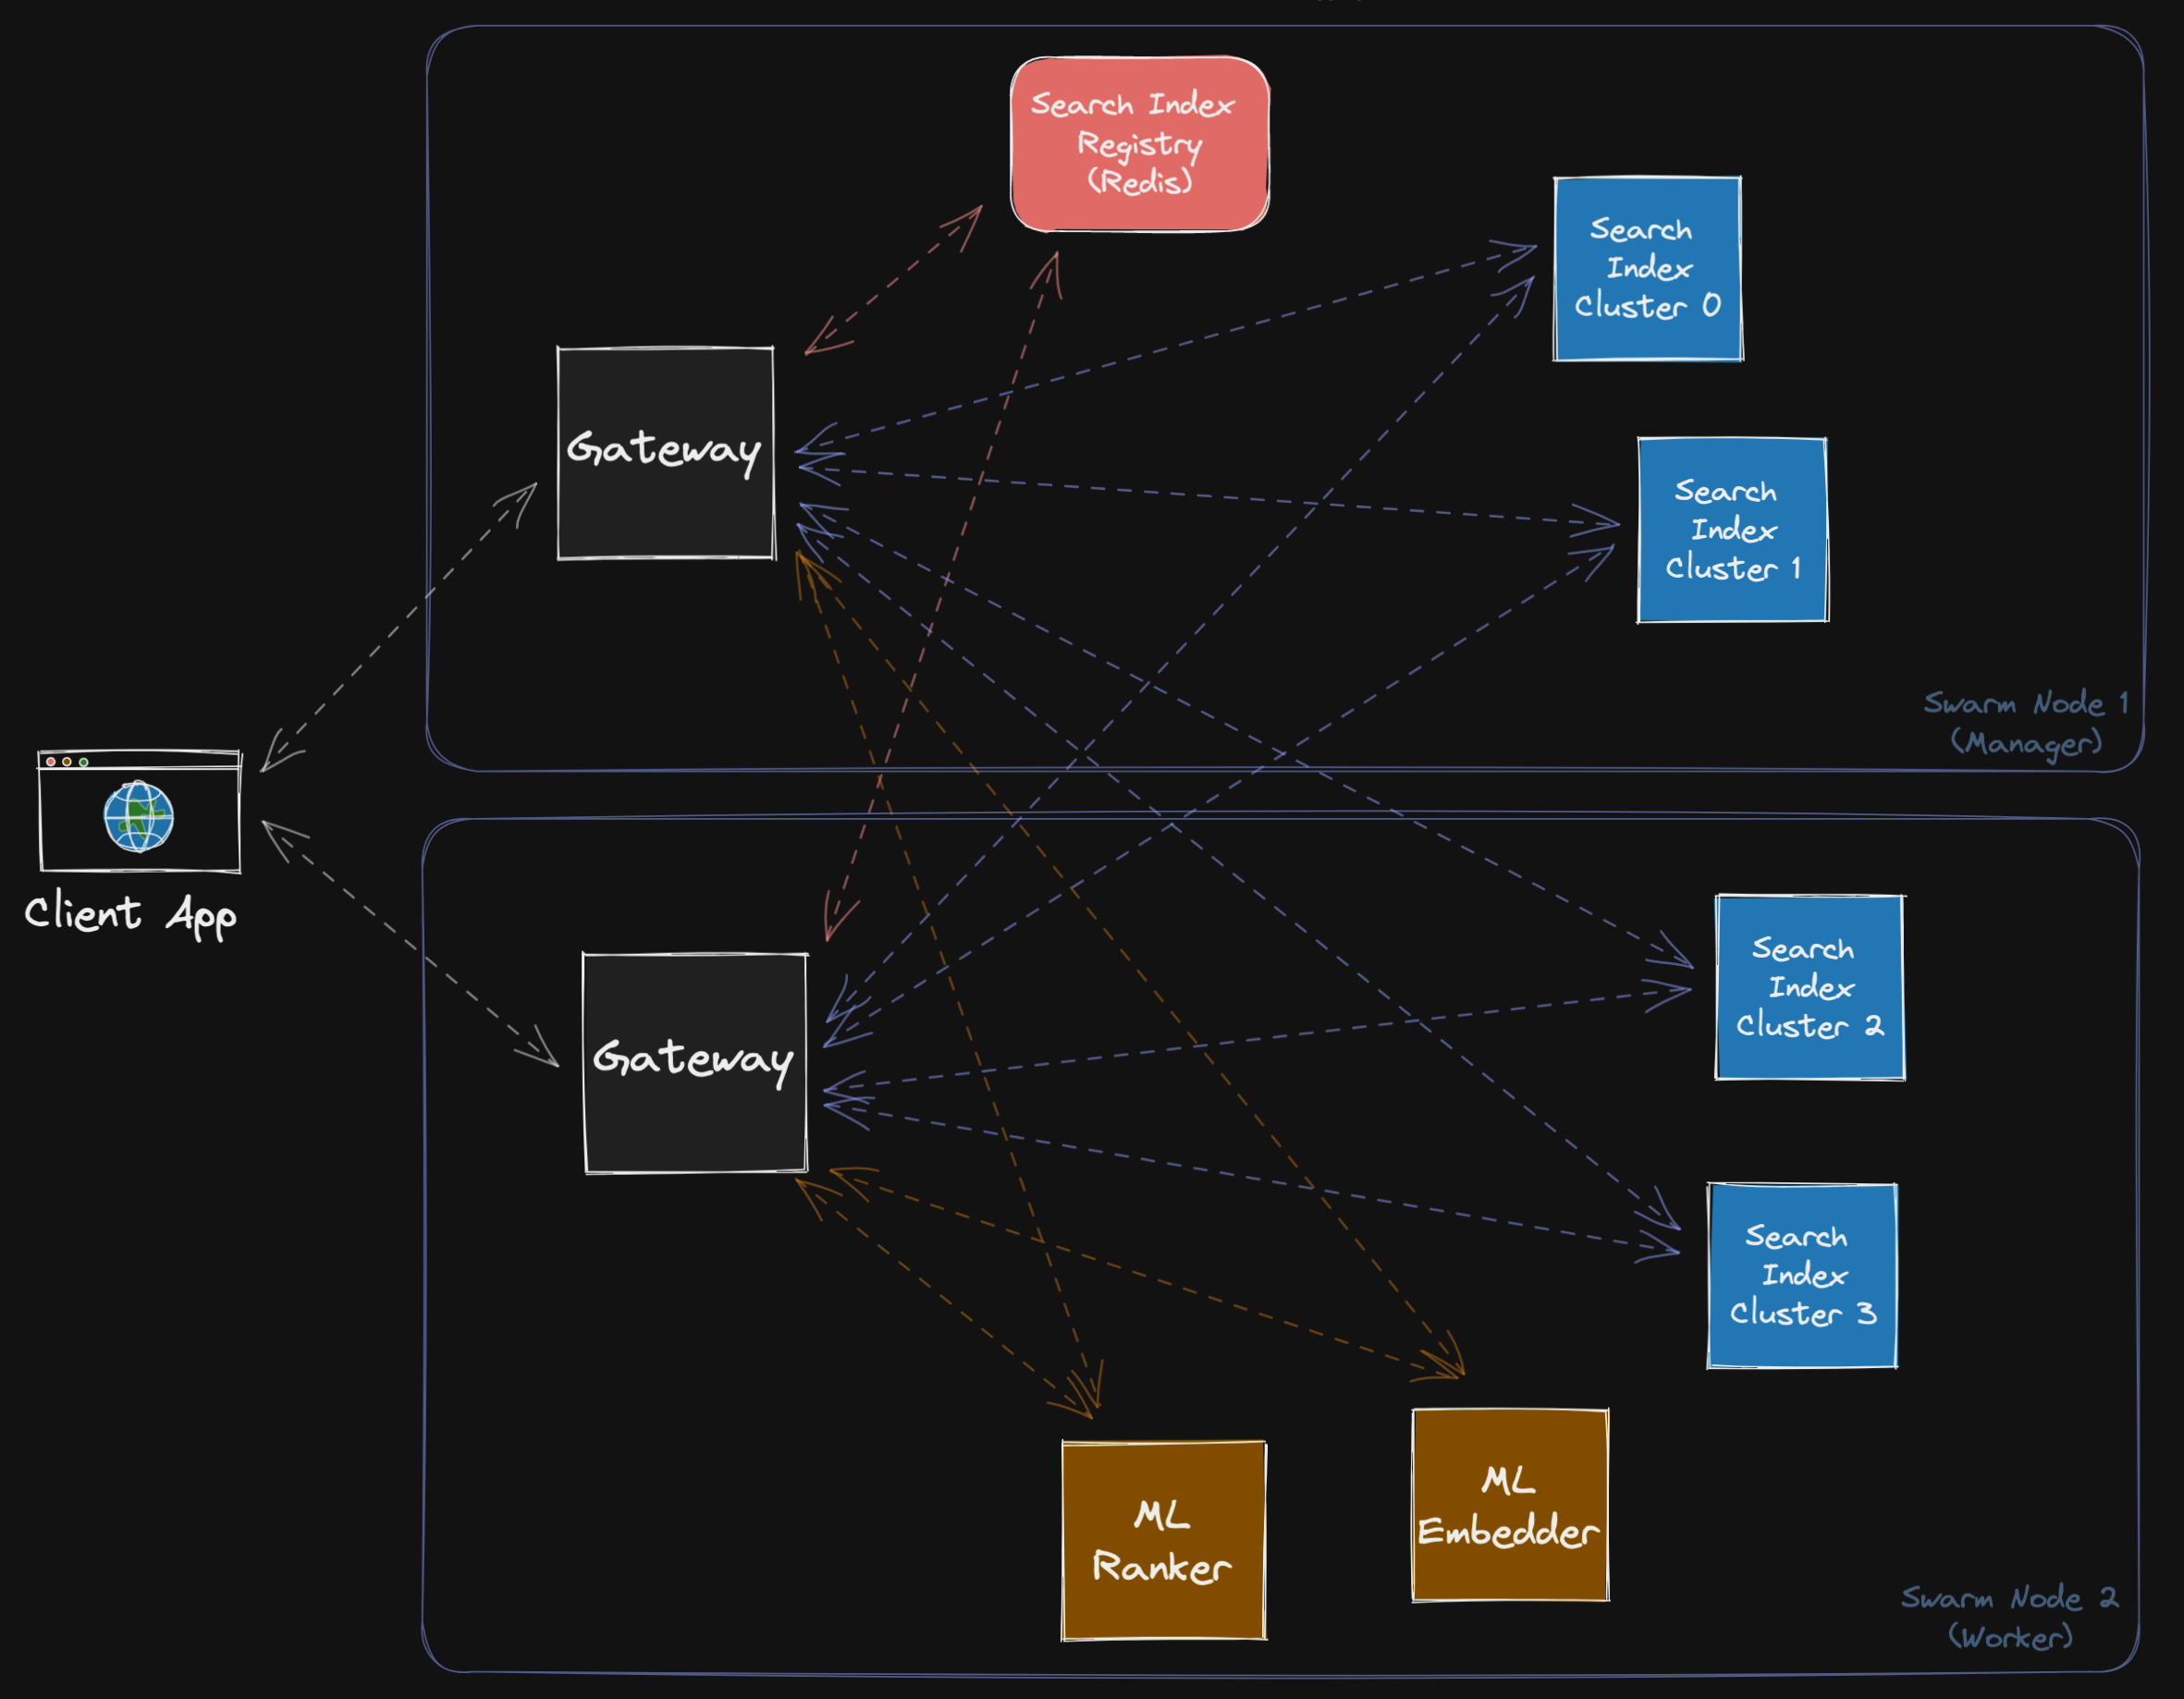 Search Index
Registry
(Redis)
Search
Index
Cluster 0
Gateway
Search
Index
Cluster 1
Swarm Node 1
(Manager)
Client App
Search
Index
Cluster 2
Gateway
Search
Index
Cluster 3
ML
Ranker
ML
Embedder
Swarm Node 2
(Worker)